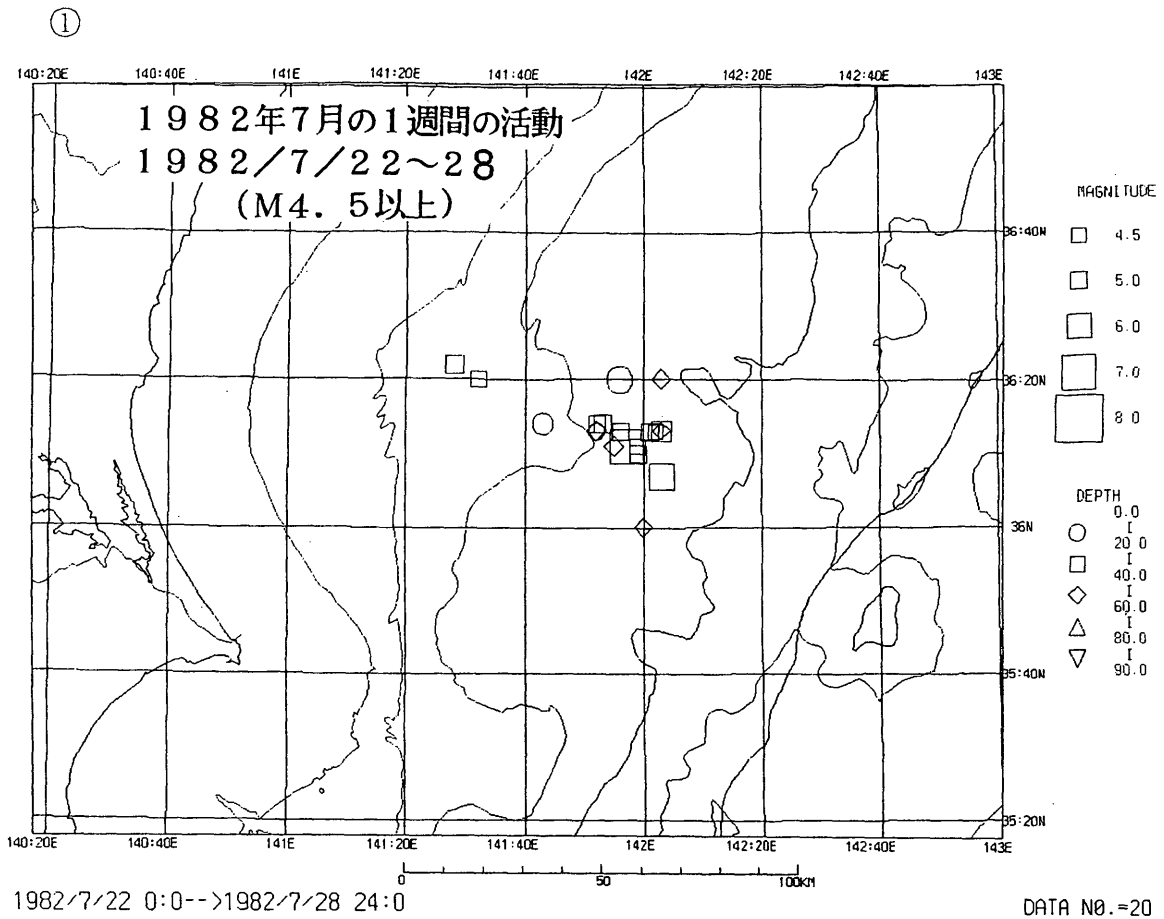 ①
140:20E 140:40E 141E 141:20E 141:40E 142E 142:20E 142:40E 143E
1982年7月の1週間の活動
1982/7/22～28
(M4.5以上)
36:40N
36:20N
36N
35:40N
35:20N
140:20E 140:40E 141E 141:20E 141:40E 142E 142:20E 142:40E 143E
MAGNITUDE
4.5
5.0
6.0
7.0
8.0
DEPTH
0.0
I
20.0
I
40.0
I
60.0
I
80.0
I
90.0
0 50 100KM
1982/7/22 0:0-->1982/7/28 24:0
DATA NO.=20